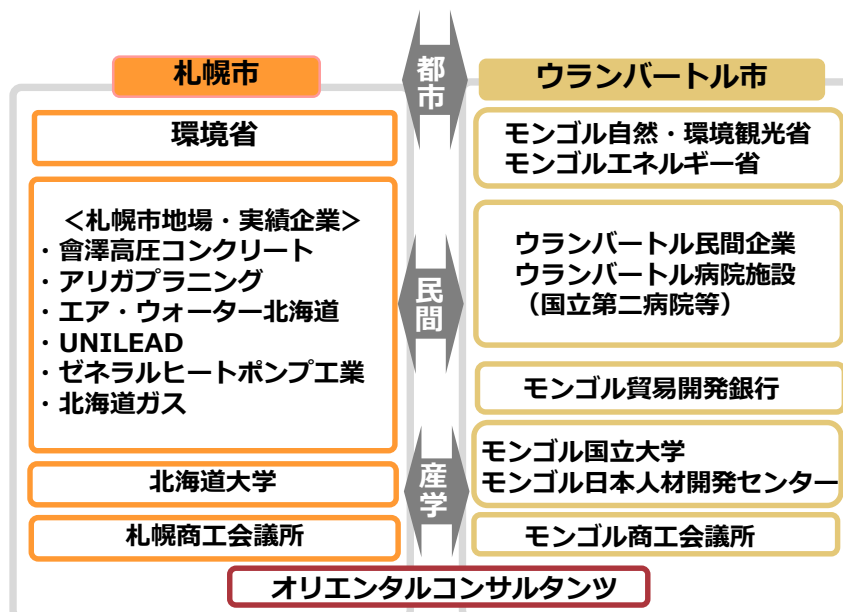 札幌市
環境省
＜札幌市地場・実績企業＞
・會澤高圧コンクリート
・アリガプラニング
・エア・ウォーター北海道
・UNILEAD
・ゼネラルヒートポンプ工業
・北海道ガス
北海道大学
札幌商工会議所
都市
民間
産学
ウランバートル市
モンゴル自然・環境観光省
モンゴルエネルギー省
ウランバートル民間企業
ウランバートル病院施設
（国立第二病院等）
モンゴル貿易開発銀行
モンゴル国立大学
モンゴル日本人材開発センター
モンゴル商工会議所
オリエンタルコンサルタンツ